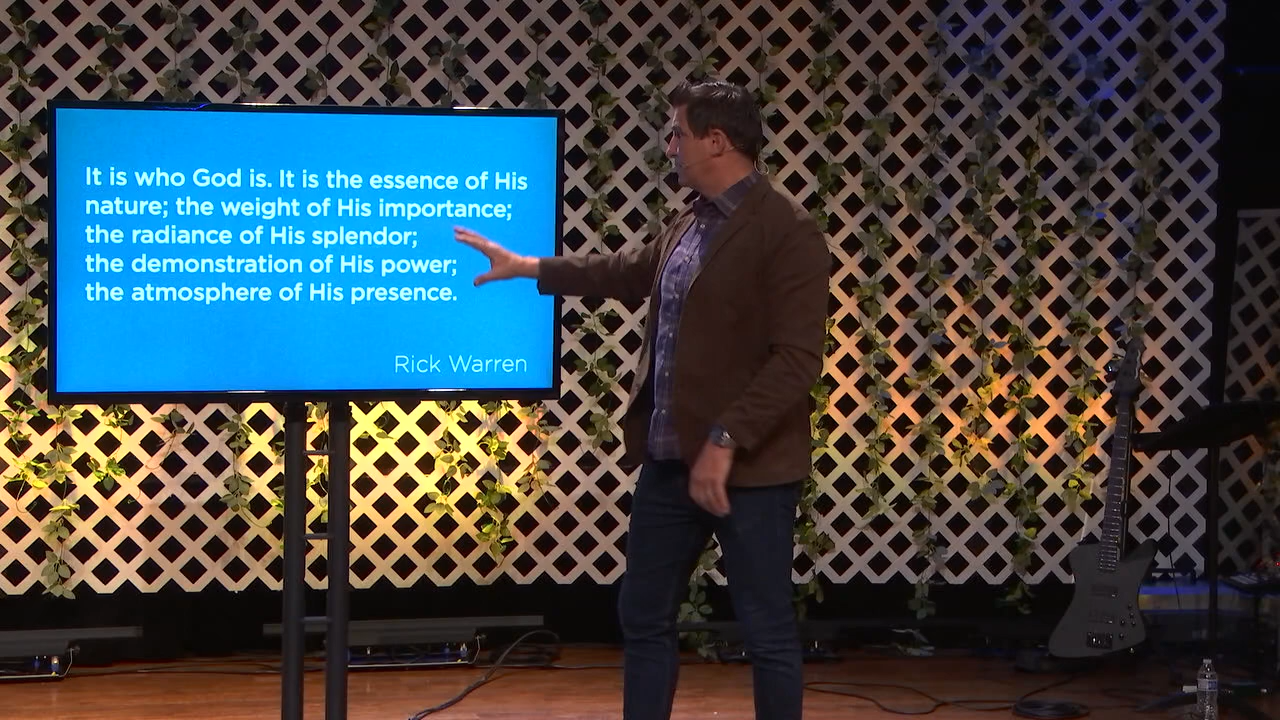 It is who God is. It is the essence of His
nature; the weight of His importance;
the radiance of His splendor;
the demonstration of His power;
the atmosphere of His presence.
Rick Warren